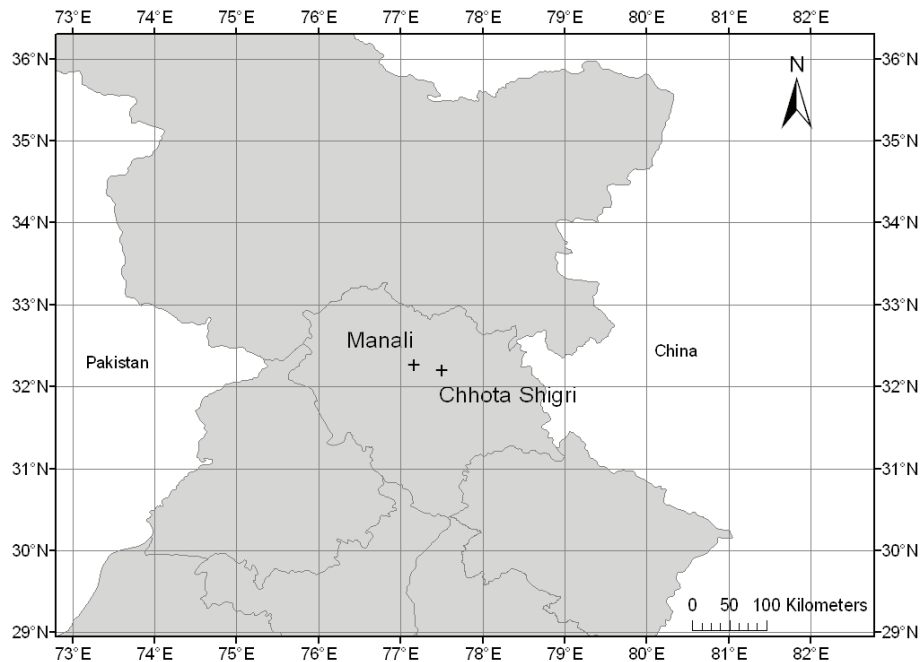 73°E 74°E 75°E 76°E 77°E 78°E 79°E 80°E 81°E 82°E
36°N 36°N
N
35°N 35°N
34°N 34°N
33°N 33°N
Manali
Pakistan China
32°N 32°N
Chhota Shigri
31°N 31°N
30°N 30°N
0 50 100 Kilometers
29°N 29°N
73°E 74°E 75°E 76°E 77°E 78°E 79°E 80°E 81°E 82°E